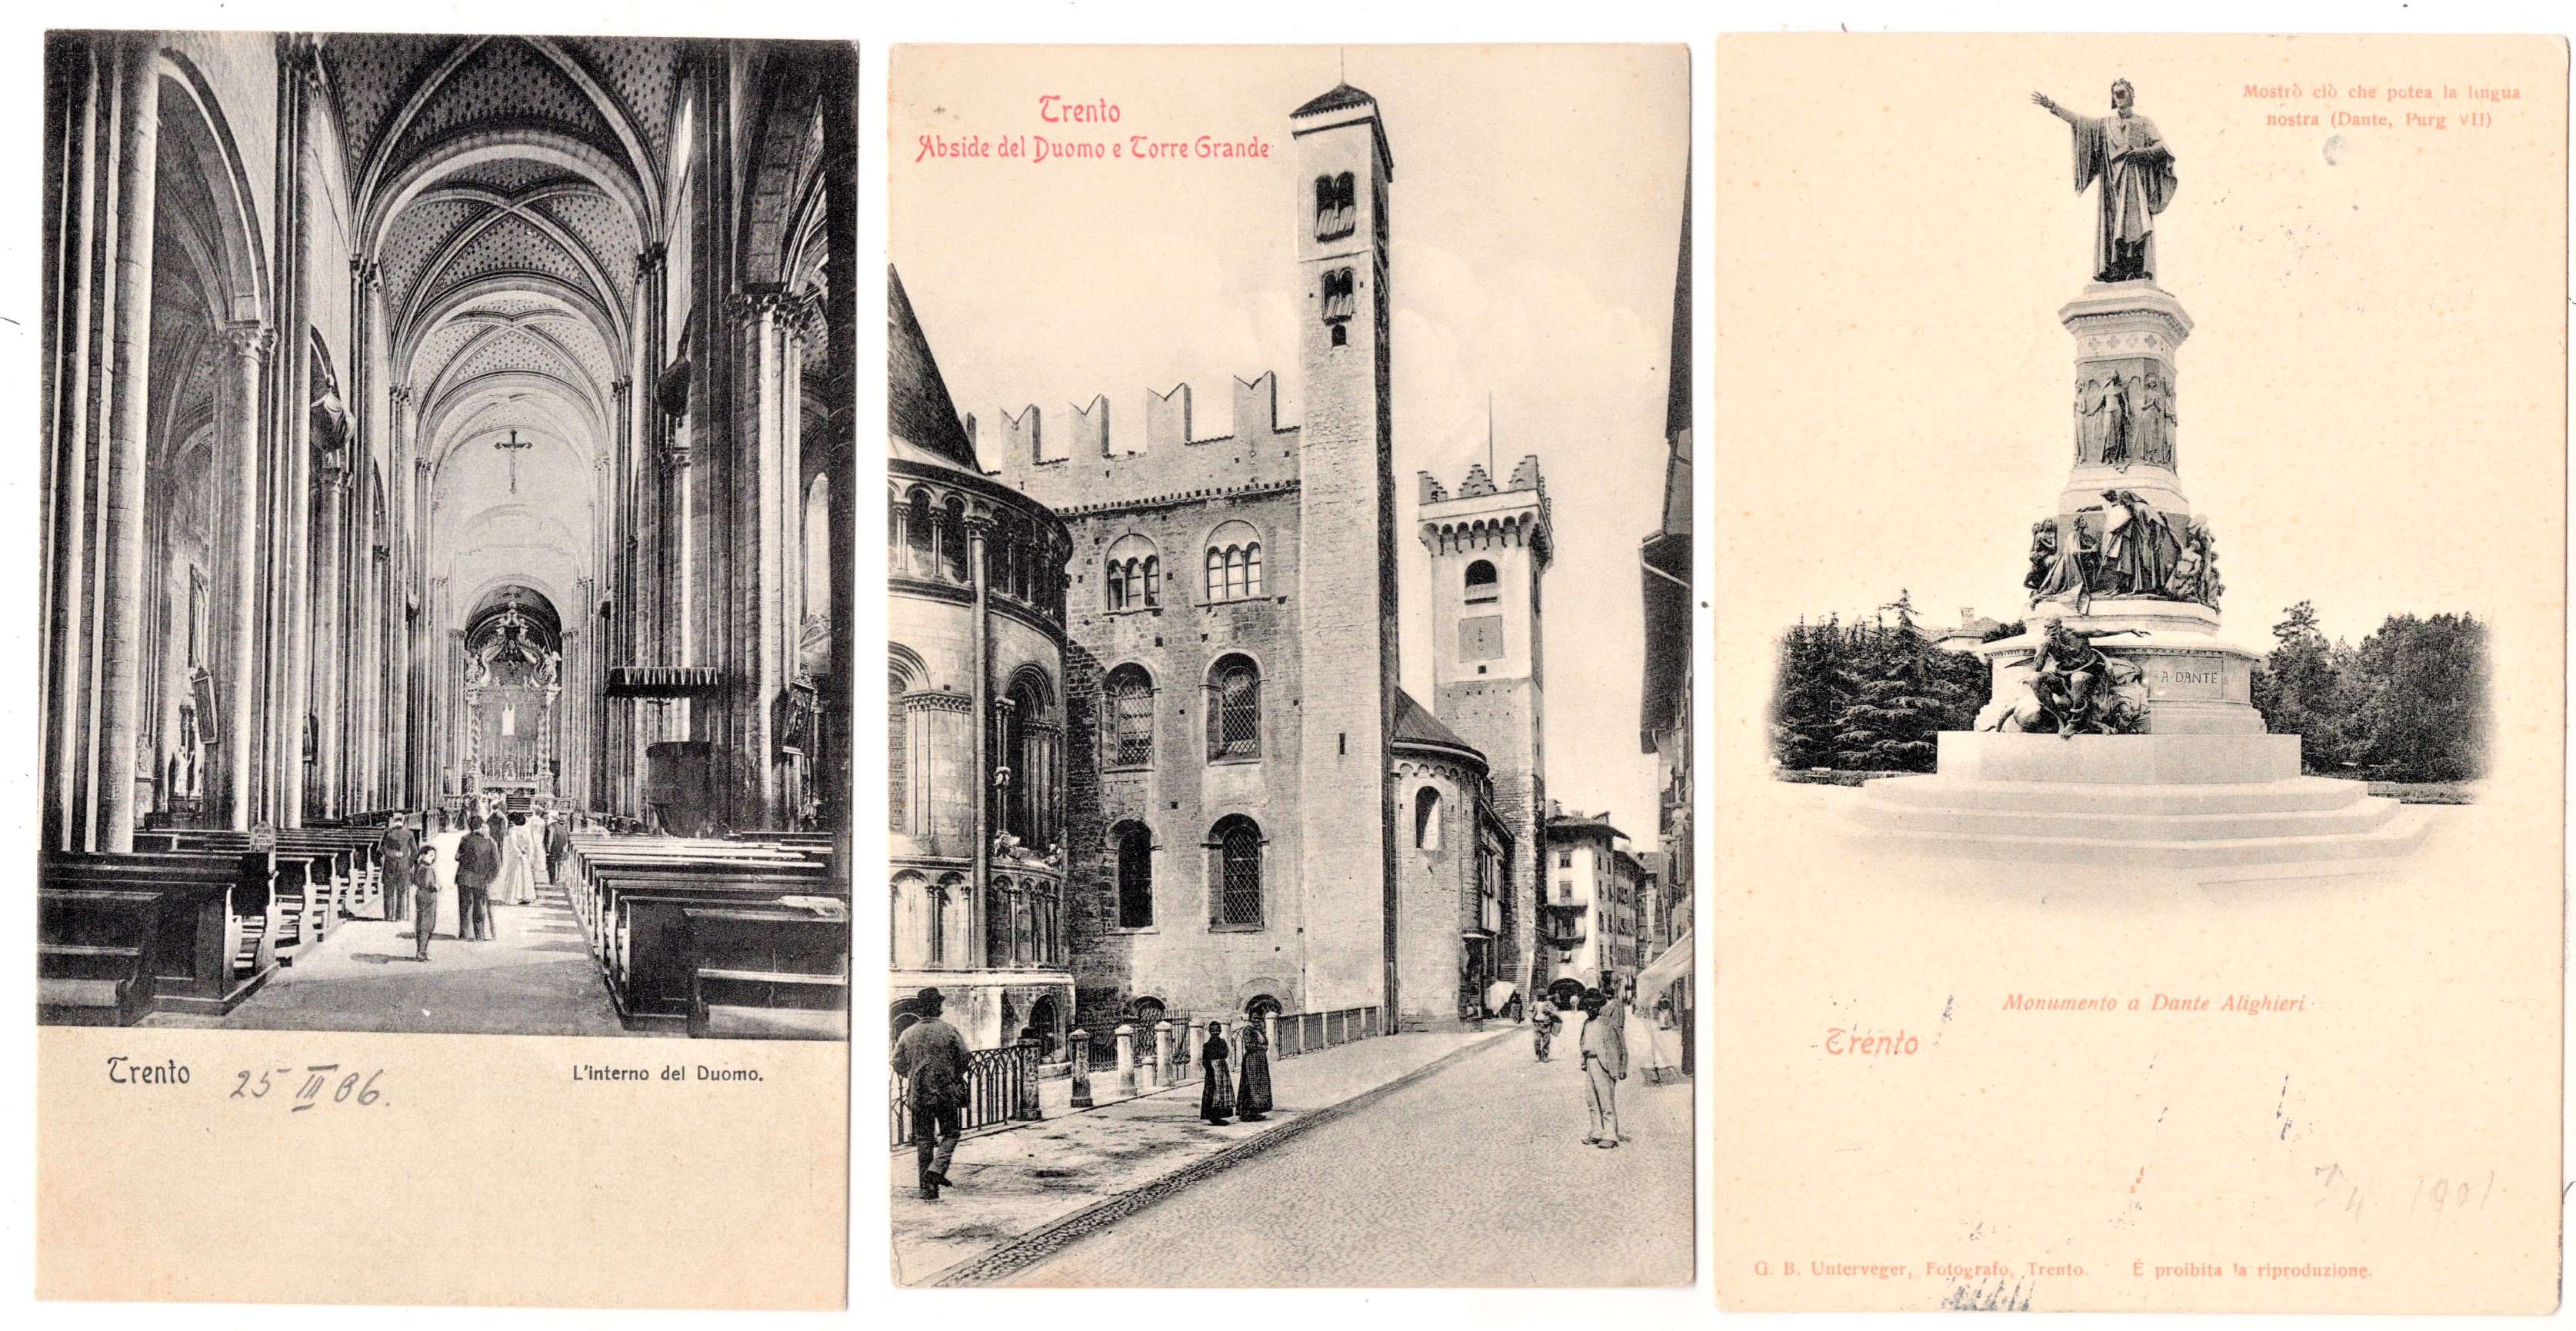 Trento
25 III 06.
L'interno del Duomo.
Trento
Abside del Duomo e Torre Grande
Mostrò ciò che potea la lingua
nostra (Dante, Purg VII)
A DANTE
Monumento a Dante Alighieri
Trento
1901
G. B. Unterveger, Fotografo, Trento. È proibita la riproduzione.